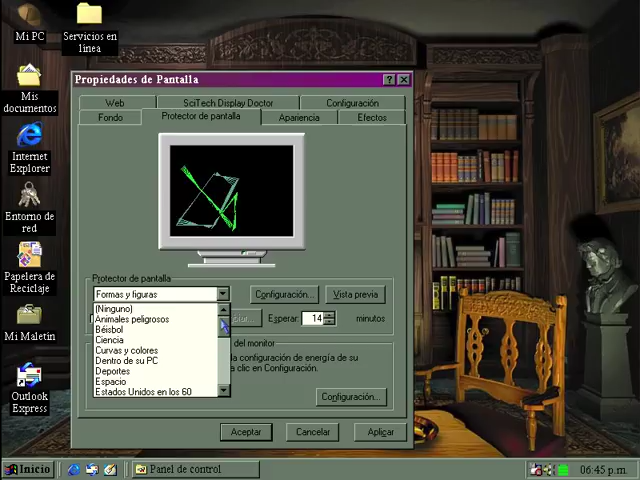 Mi PC
Servicios en
línea
Mis
documentos
Internet
Explorer
Entorno de
red
Papelera de
Reciclaje
Mi Maletín
Outlook
Express
Propiedades de Pantalla
Web
SciTech Display Doctor
Configuración
Fondo
Protector de pantalla
Apariencia
Efectos
Protector de pantalla
Formas y figuras
Configuración...
Vista previa
(Ninguno)
Animales peligrosos
Béisbol
Ciencia
Curvas y colores
Dentro de su PC
Deportes
Espacio
Estados Unidos en los 60
Esperar:
14
minutos
del monitor
la configuración de energía de su
clic en Configuración.
Configuración...
Aceptar
Cancelar
Aplicar
Inicio
Panel de control
06:45 p.m.